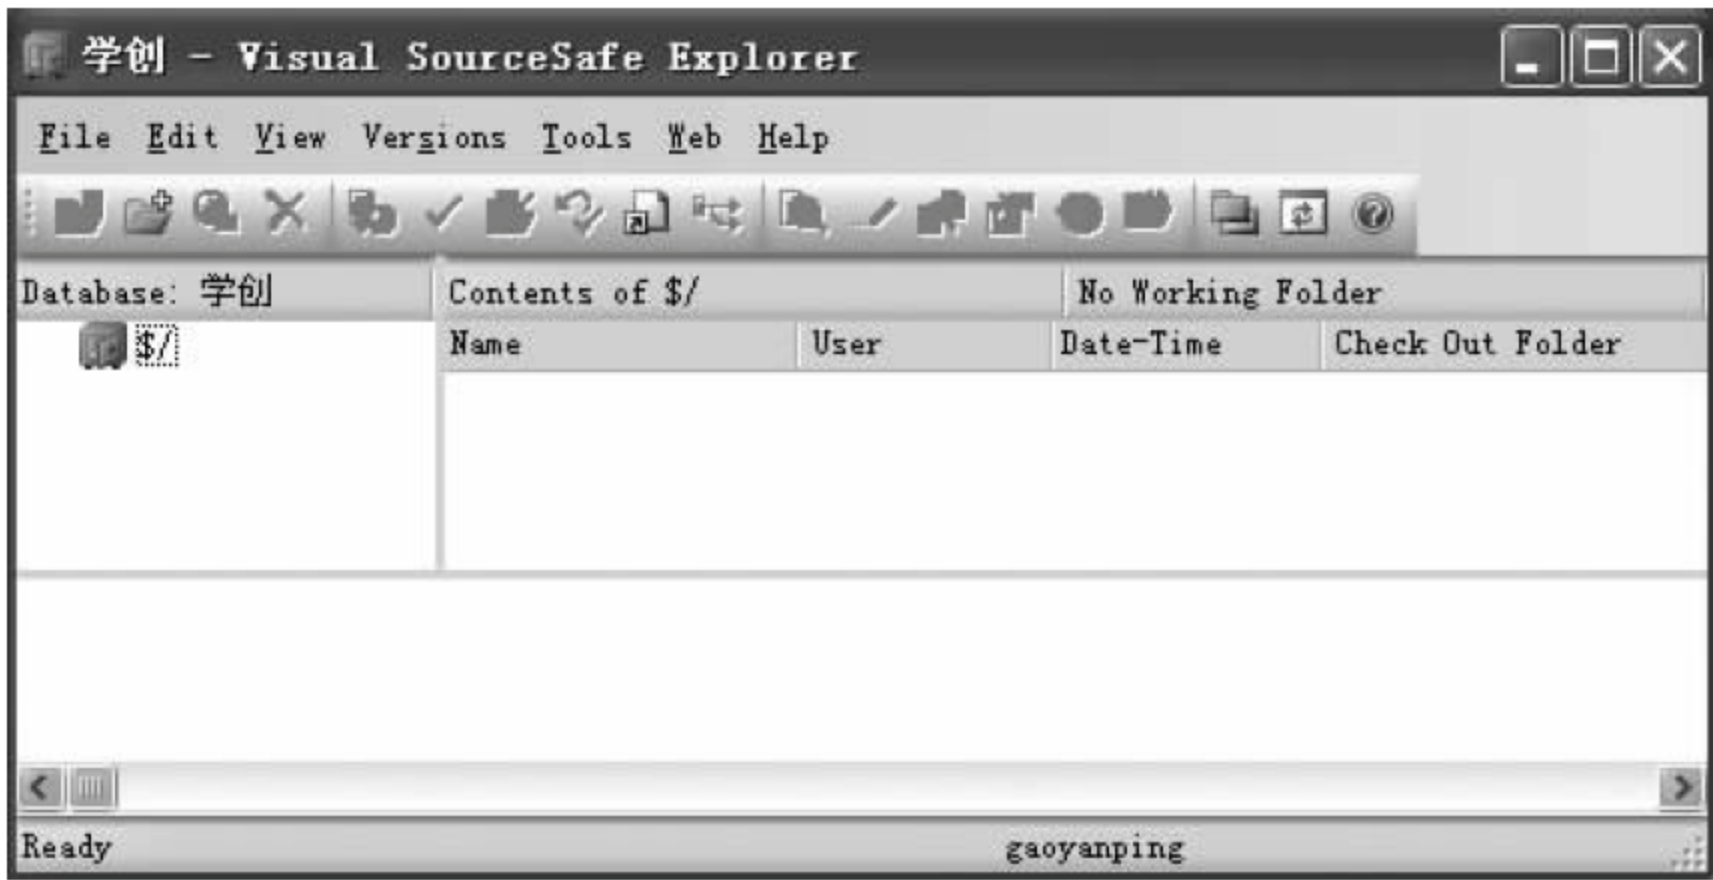 学创 - Visual SourceSafe Explorer
File Edit View Versions Tools Web Help
Database: 学创 Contents of $/ No Working Folder
$/ Name User Date-Time Check Out Folder
Ready gaoyanping